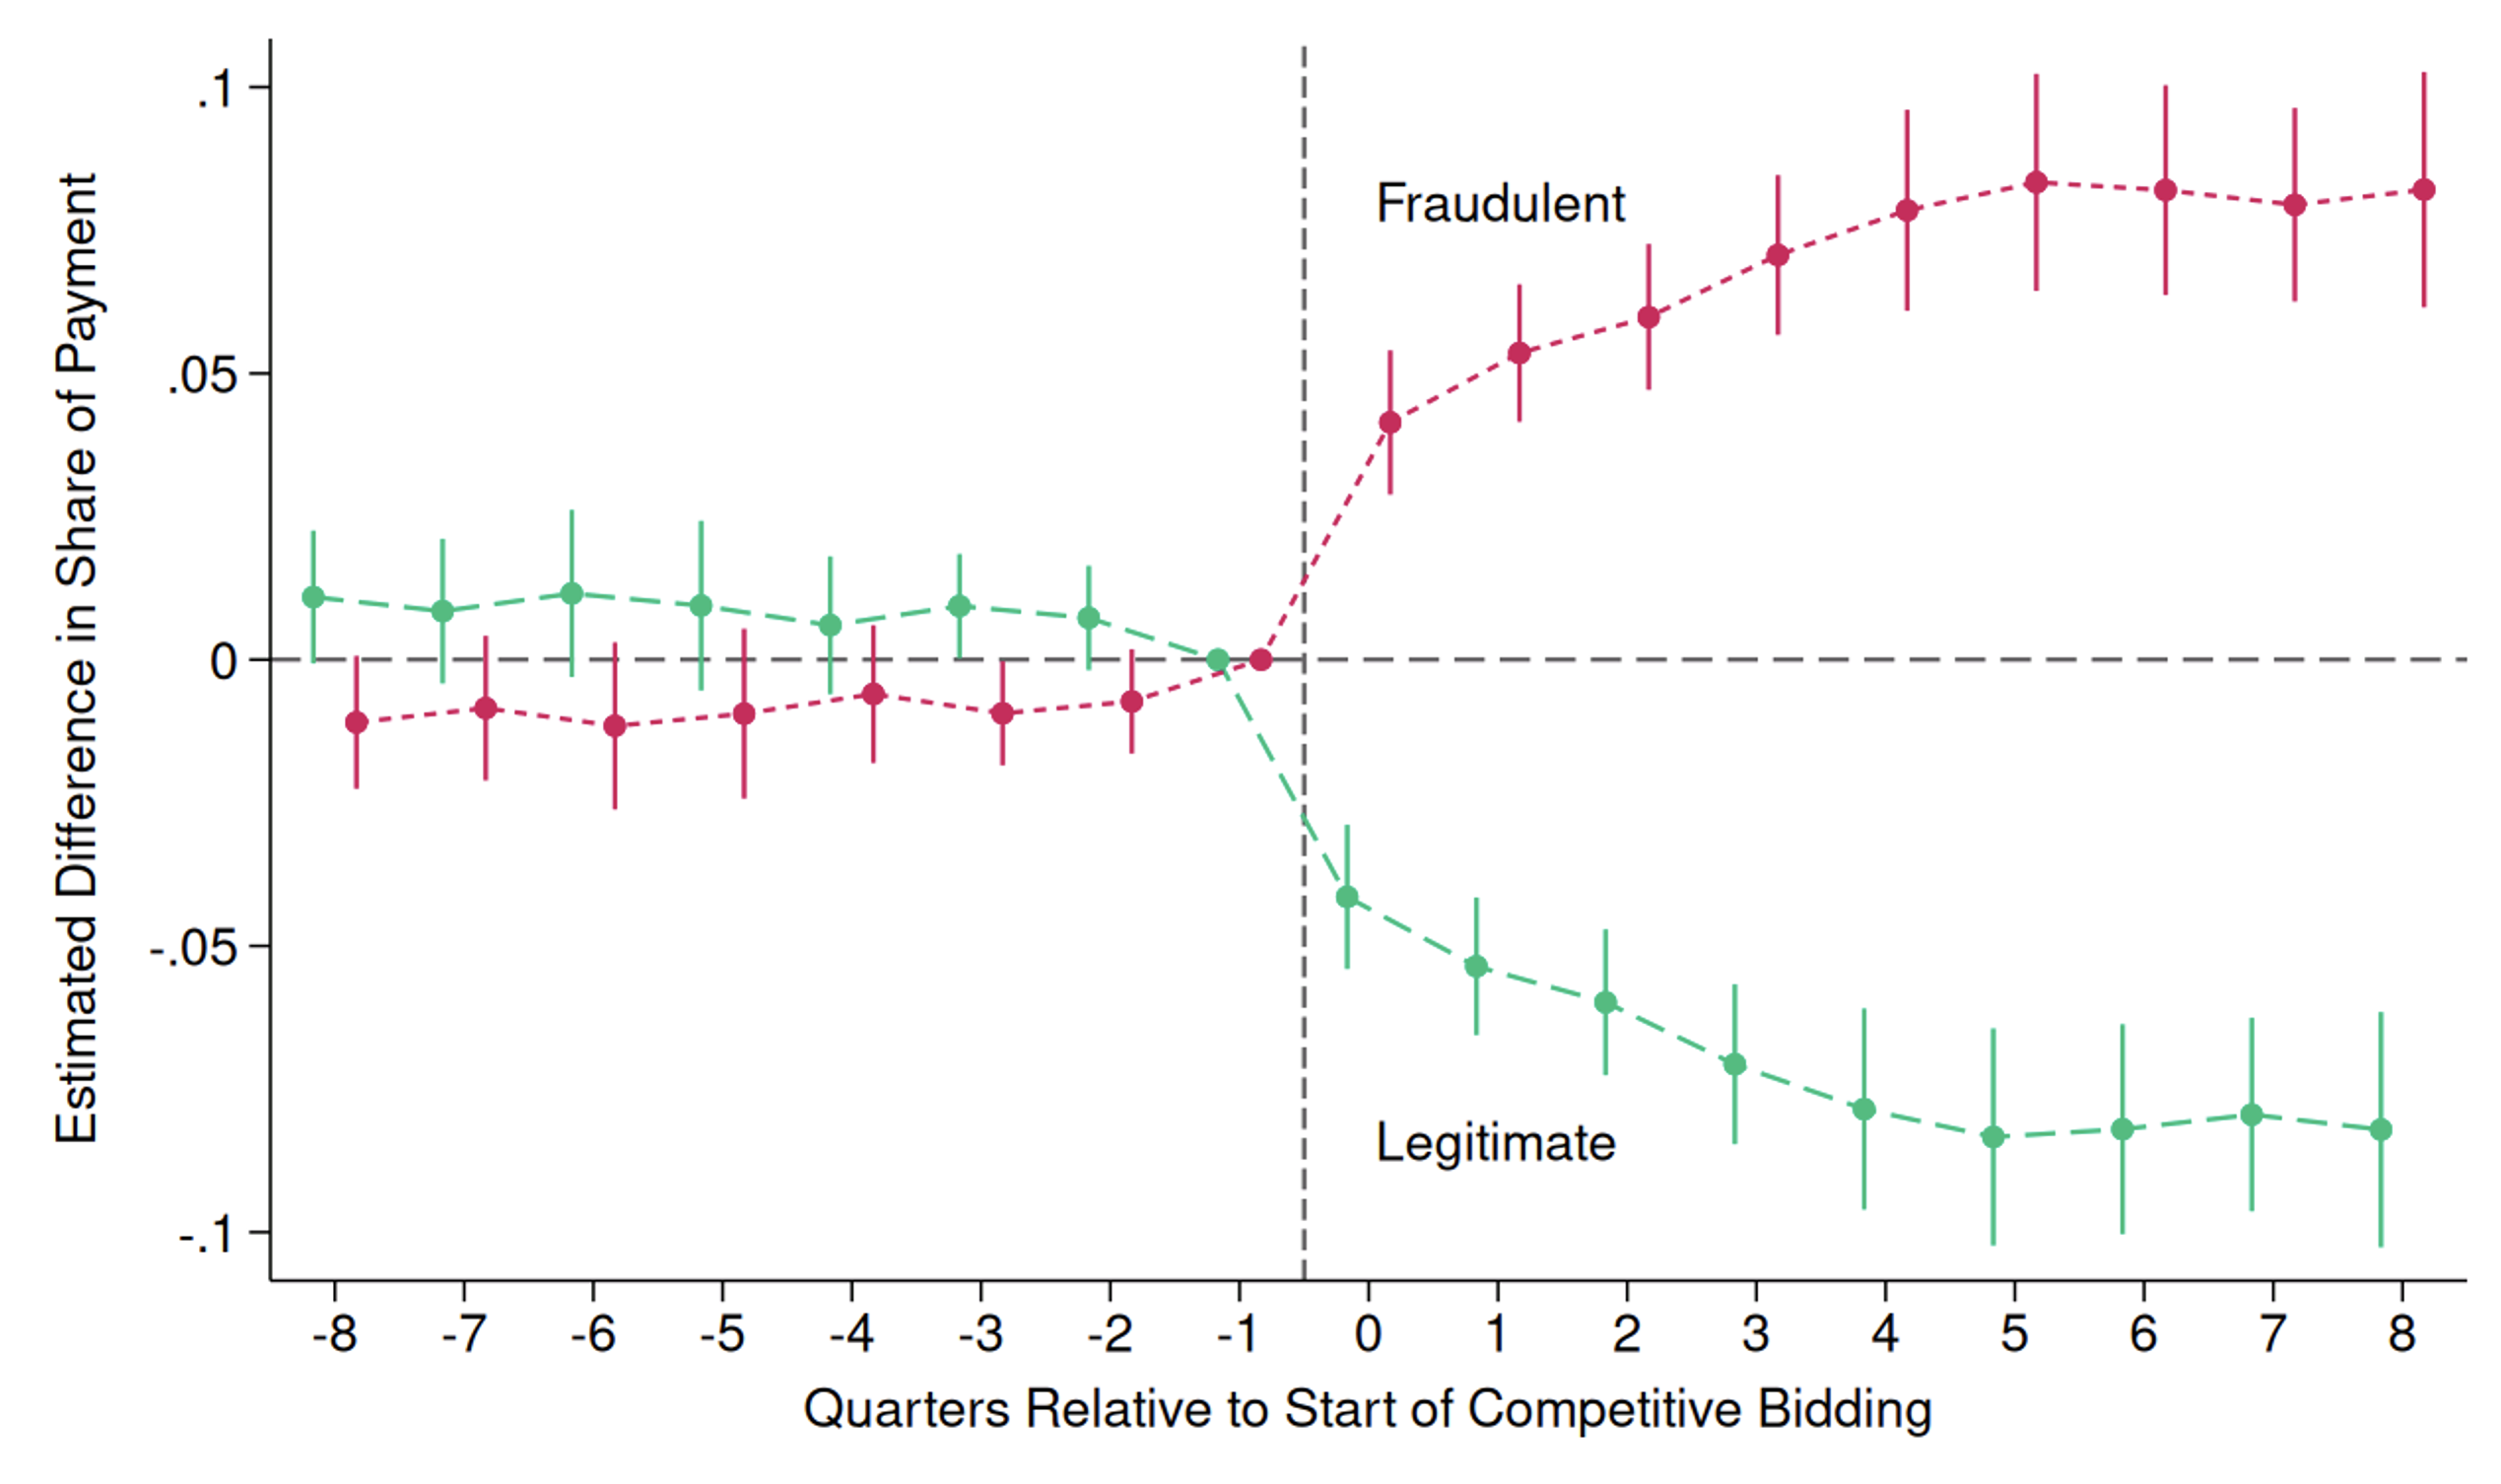 Estimated Difference in Share of Payment
.1
.05
0
-.05
-.1
Fraudulent
Legitimate
-8 -7 -6 -5 -4 -3 -2 -1 0 1 2 3 4 5 6 7 8
Quarters Relative to Start of Competitive Bidding